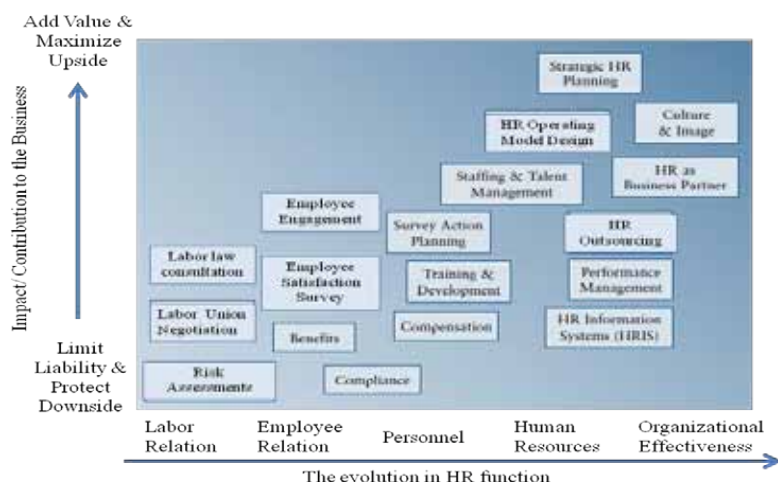 Add Value &
Maximize
Upside
Impact/ Contribution to the Business
Limit
Liability &
Protect
Downside
Strategic HR
Planning
HR Operating
Model Design
Culture
& Image
Staffing & Talent
Management
HR as
Business Partner
Employee
Engagement
Survey Action
Planning
HR
Outsourcing
Labor law
consultation
Employee
Satisfaction
Survey
Training &
Development
Performance
Management
Labor Union
Negotiation
Benefits
Compensation
HR Information
Systems (HRIS)
Risk
Assessments
Compliance
Labor
Relation
Employee
Relation
Personnel
Human
Resources
Organizational
Effectiveness
The evolution in HR function